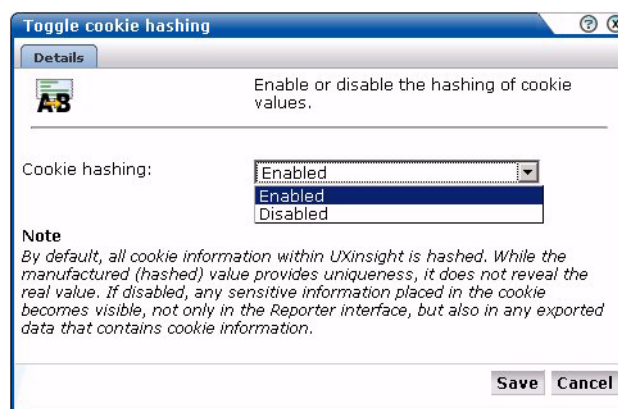 Toggle cookie hashing
Details
A B
Enable or disable the hashing of cookie
values.
Cookie hashing:
Enabled
Enabled
Disabled
Note
By default, all cookie information within UXinsight is hashed. While the
manufactured (hashed) value provides uniqueness, it does not reveal the
real value. If disabled, any sensitive information placed in the cookie
becomes visible, not only in the Reporter interface, but also in any exported
data that contains cookie information.
Save Cancel